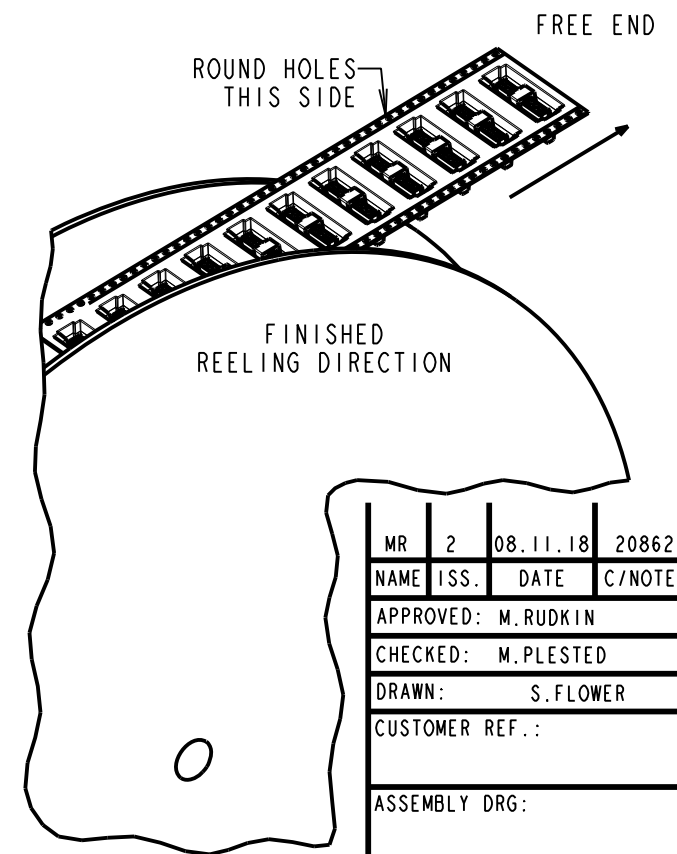 FREE END
ROUND HOLES
THIS SIDE
FINISHED
REELING DIRECTION
MR 2 08.11.18 20862
NAME ISS. DATE C/NOTE
APPROVED: M.RUDKIN
CHECKED: M.PLESTED
DRAWN: S.FLOWER
CUSTOMER REF.:
ASSEMBLY DRG: